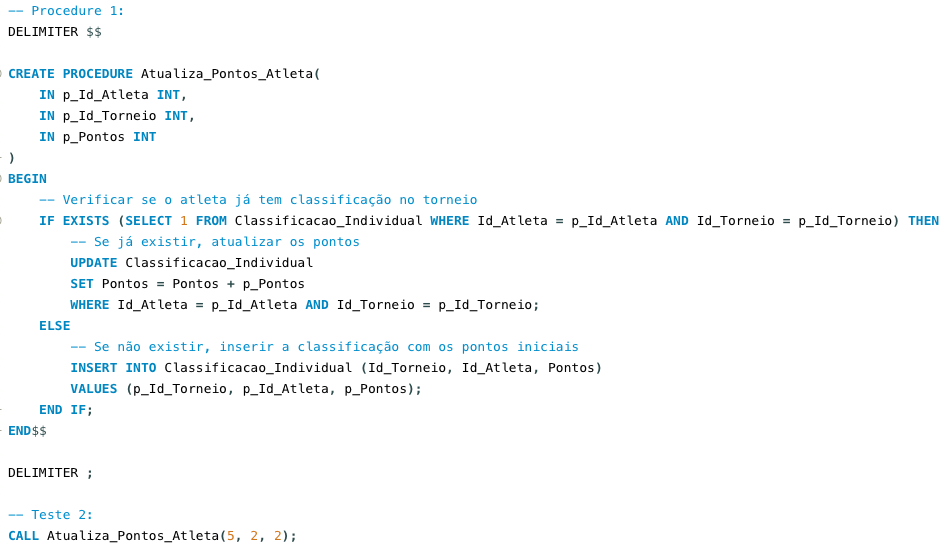 -- Procedure 1:
DELIMITER $$
CREATE PROCEDURE Atualiza_Pontos_Atleta(
IN p_Id_Atleta INT,
IN p_Id_Torneio INT,
IN p_Pontos INT
)
BEGIN
-- Verificar se o atleta já tem classificação no torneio
IF EXISTS (SELECT 1 FROM Classificacao_Individual WHERE Id_Atleta = p_Id_Atleta AND Id_Torneio = p_Id_Torneio) THEN
-- Se já existir, atualizar os pontos
UPDATE Classificacao_Individual
SET Pontos = Pontos + p_Pontos
WHERE Id_Atleta = p_Id_Atleta AND Id_Torneio = p_Id_Torneio;
ELSE
-- Se não existir, inserir a classificação com os pontos iniciais
INSERT INTO Classificacao_Individual (Id_Torneio, Id_Atleta, Pontos)
VALUES (p_Id_Torneio, p_Id_Atleta, p_Pontos);
END IF;
END$$
DELIMITER ;
-- Teste 2:
CALL Atualiza_Pontos_Atleta(5, 2, 2);